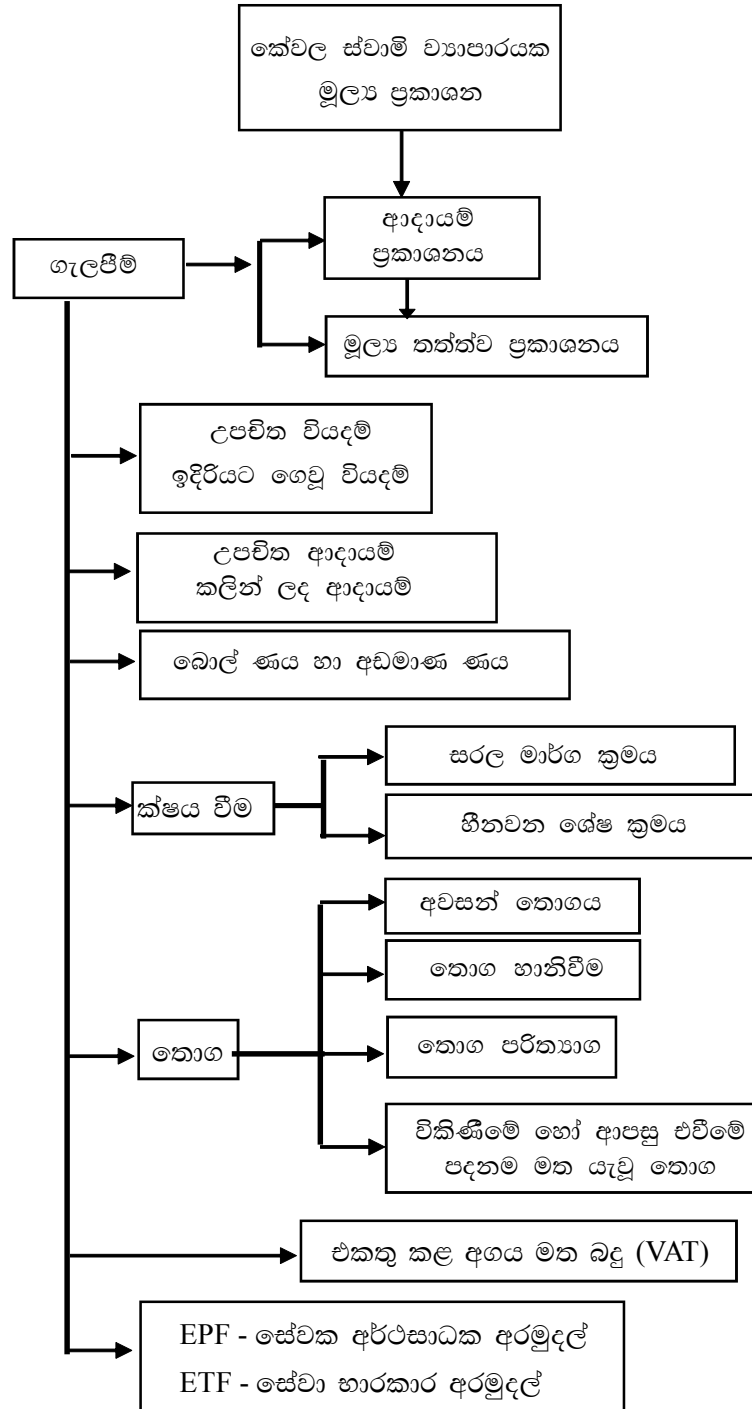 කේවල ස්වාමි ව්‍යාපාරයක
මූල්‍ය ප්‍රකාශන
ආදායම්
ප්‍රකාශනය
ගැලපීම්
මූල්‍ය තත්ත්ව ප්‍රකාශනය
උපචිත වියදම්
ඉදිරියට ගෙවූ වියදම්
උපචිත ආදායම්
කලින් ලද ආදායම්
බොල් ණය හා අඩමාණ ණය
සරල මාර්ග ක්‍රමය
ක්ෂය වීම
හීනවන ශේෂ ක්‍රමය
අවසන් තොගය
තොග හානිවීම
තොග
තොග පරිත්‍යාග
විකිණීමේ හෝ ආපසු එවීමේ
පදනම මත යැවූ තොග
එකතු කළ අගය මත බදු (VAT)
EPF - සේවක අර්ථසාධක අරමුදල්
ETF - සේවා භාරකාර අරමුදල්